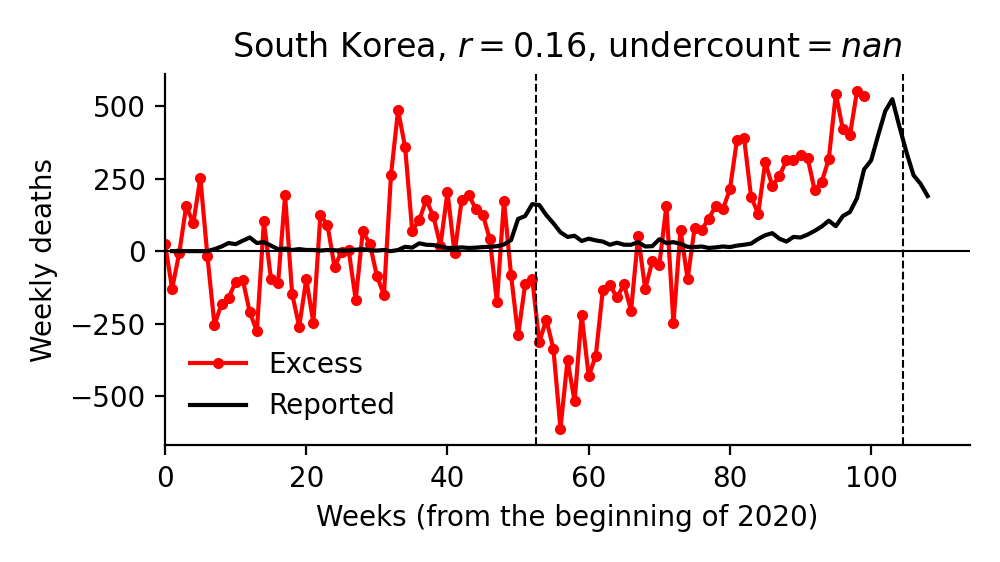 South Korea, r = 0.16, undercount = nan
Weekly deaths
500
250
0
−250
−500
Excess
Reported
0 20 40 60 80 100
Weeks (from the beginning of 2020)